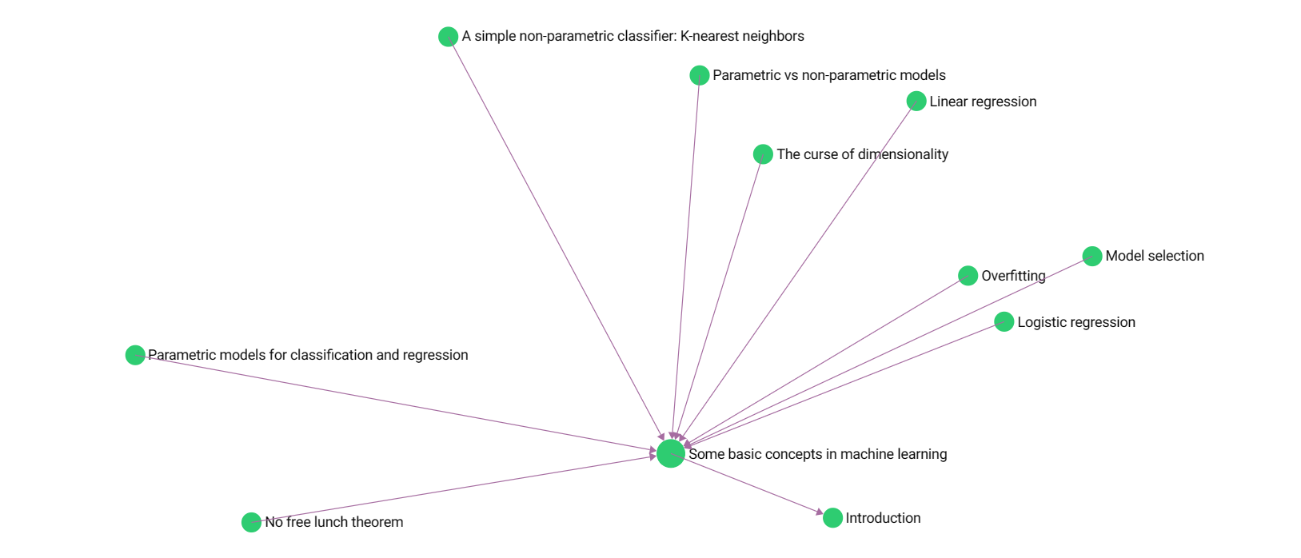 A simple non-parametric classifier: K-nearest neighbors
Parametric vs non-parametric models
Linear regression
The curse of dimensionality
Model selection
Overfitting
Logistic regression
Parametric models for classification and regression
Some basic concepts in machine learning
Introduction
No free lunch theorem